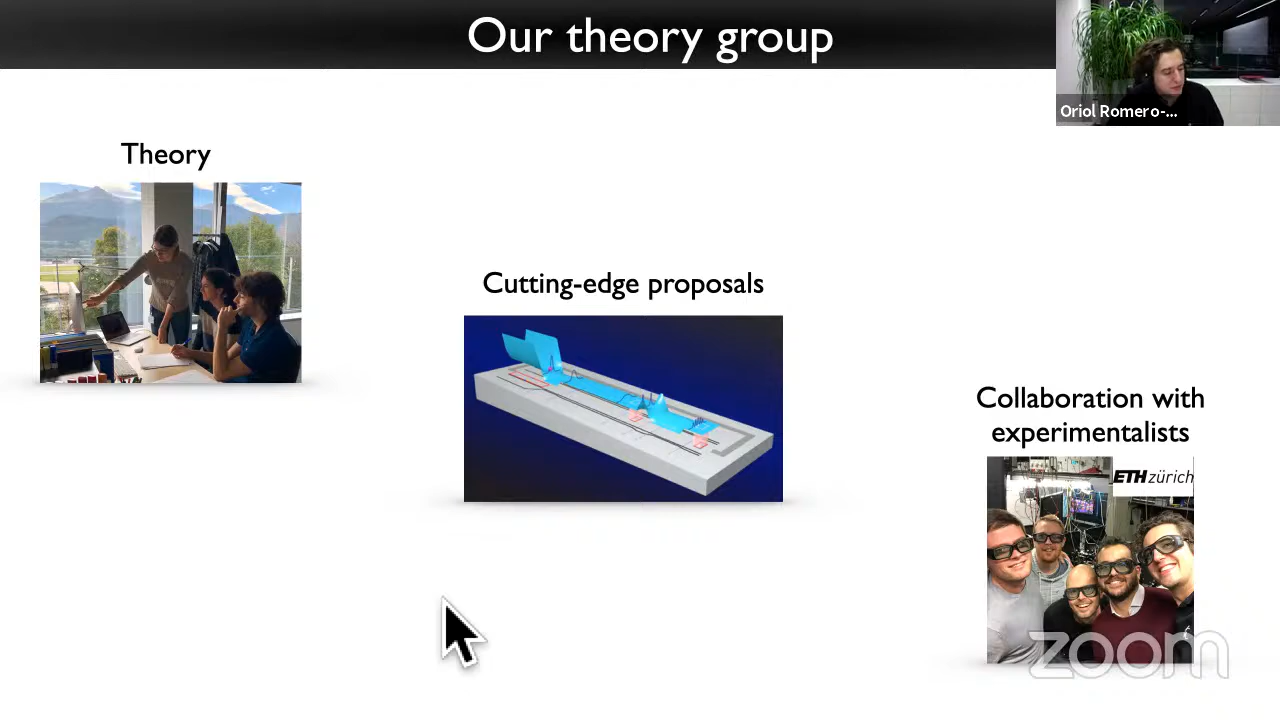 Our theory group
Oriol Romero-...
Theory
Cutting-edge proposals
Collaboration with
experimentalists
ETH zürich
zoom